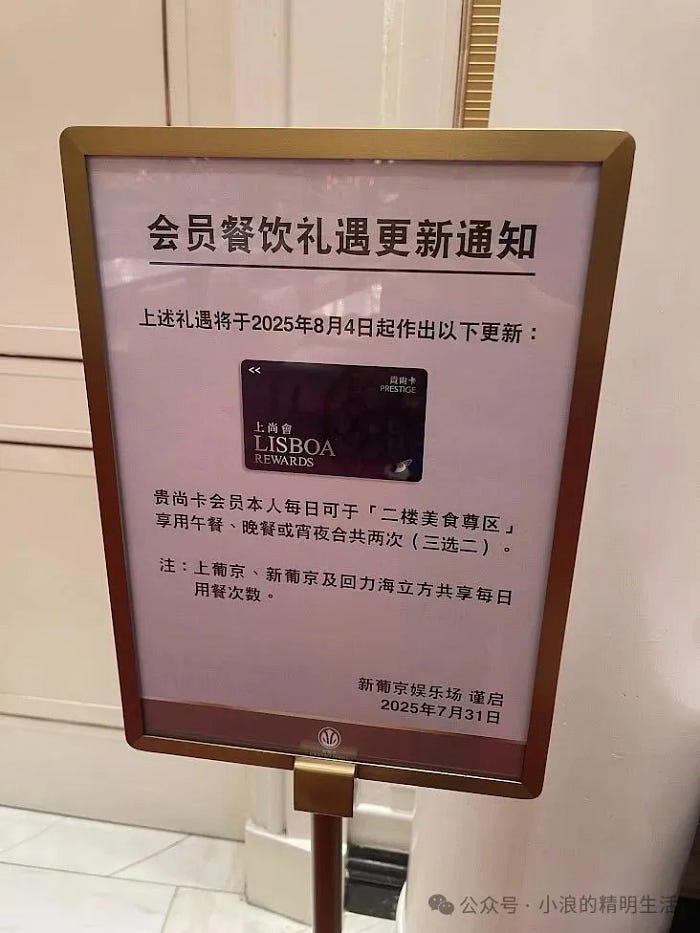 会员餐饮礼遇更新通知
上述礼遇将于2025年8月4日起作出以下更新：
<<
貴尚卡
PRESTIGE
上尚會
LISBOA
REWARDS
贵尚卡会员本人每日可于「二楼美食尊区」
享用午餐、晚餐或宵夜合共两次（三选二）。
注：上葡京、新葡京及回力海立方共享每日
用餐次数。
新葡京娱乐场 谨启
2025年7月31日
公众号·小浪的精明生活